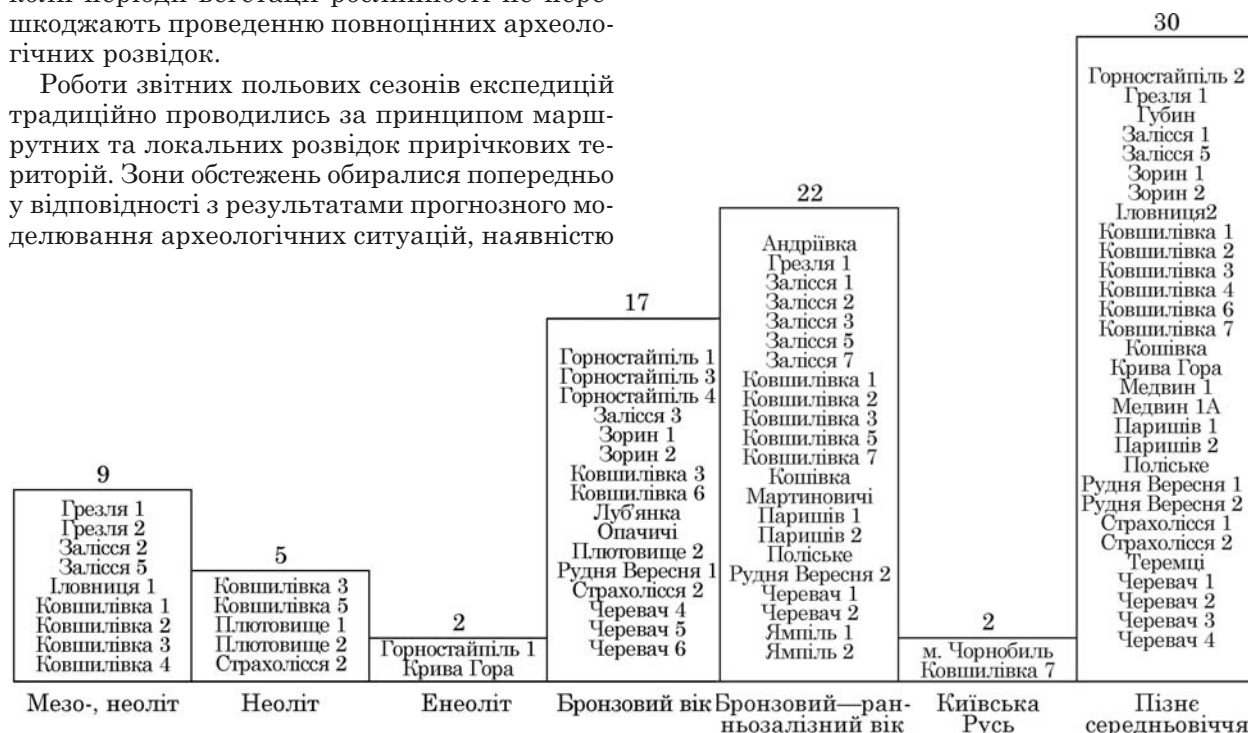 шкоджають проведенню повноцінних археоло-
гічних розвідок.
Роботи звітних польових сезонів експедицій
традиційно проводились за принципом марш-
рутних та локальних розвідок прирічкових те-
риторій. Зони обстежень обиралися попередньо
у відповідності з результатами прогнозного мо-
делювання археологічних ситуацій, наявністю
9
Грезля 1
Грезля 2
Залісся 2
Залісся 5
Іловниця 1
Ковшилівка 1
Ковшилівка 2
Ковшилівка 3
Ковшилівка 4
Мезо-, неоліт
5
Ковшилівка 3
Ковшилівка 5
Плютовище 1
Плютовище 2
Страхолісся 2
Неоліт
2
Горностайпіль 1
Крива Гора
Енеоліт
17
Горностайпіль 1
Горностайпіль 3
Горностайпіль 4
Залісся 3
Зорин 1
Зорин 2
Ковшилівка 3
Ковшилівка 6
Луб'янка
Опачичі
Плютовище 2
Рудня Вересня 1
Страхолісся 2
Черевач 4
Черевач 5
Черевач 6
Бронзовий вік
22
Андріївка
Грезля 1
Залісся 1
Залісся 2
Залісся 3
Залісся 5
Залісся 7
Ковшилівка 1
Ковшилівка 2
Ковшилівка 3
Ковшилівка 5
Ковшилівка 7
Кошівка
Мартиновичі
Паришів 1
Паришів 2
Поліське
Рудня Вересня 2
Черевач 1
Черевач 2
Ямпіль 1
Ямпіль 2
Бронзовий—ран-
ньозалізний вік
2
м. Чорнобиль
Ковшилівка 7
Київська
Русь
30
Горностайпіль 2
Грезля 1
Губин
Залісся 1
Залісся 5
Зорин 1
Зорин 2
Іловниця2
Ковшилівка 1
Ковшилівка 2
Ковшилівка 3
Ковшилівка 4
Ковшилівка 6
Ковшилівка 7
Кошівка
Крива Гора
Медвин 1
Медвин 1А
Паришів 1
Паришів 2
Поліське
Рудня Вересня 1
Рудня Вересня 2
Страхолісся 1
Страхолісся 2
Теремці
Черевач 1
Черевач 2
Черевач 3
Черевач 4
Пізнє
середньовіччя